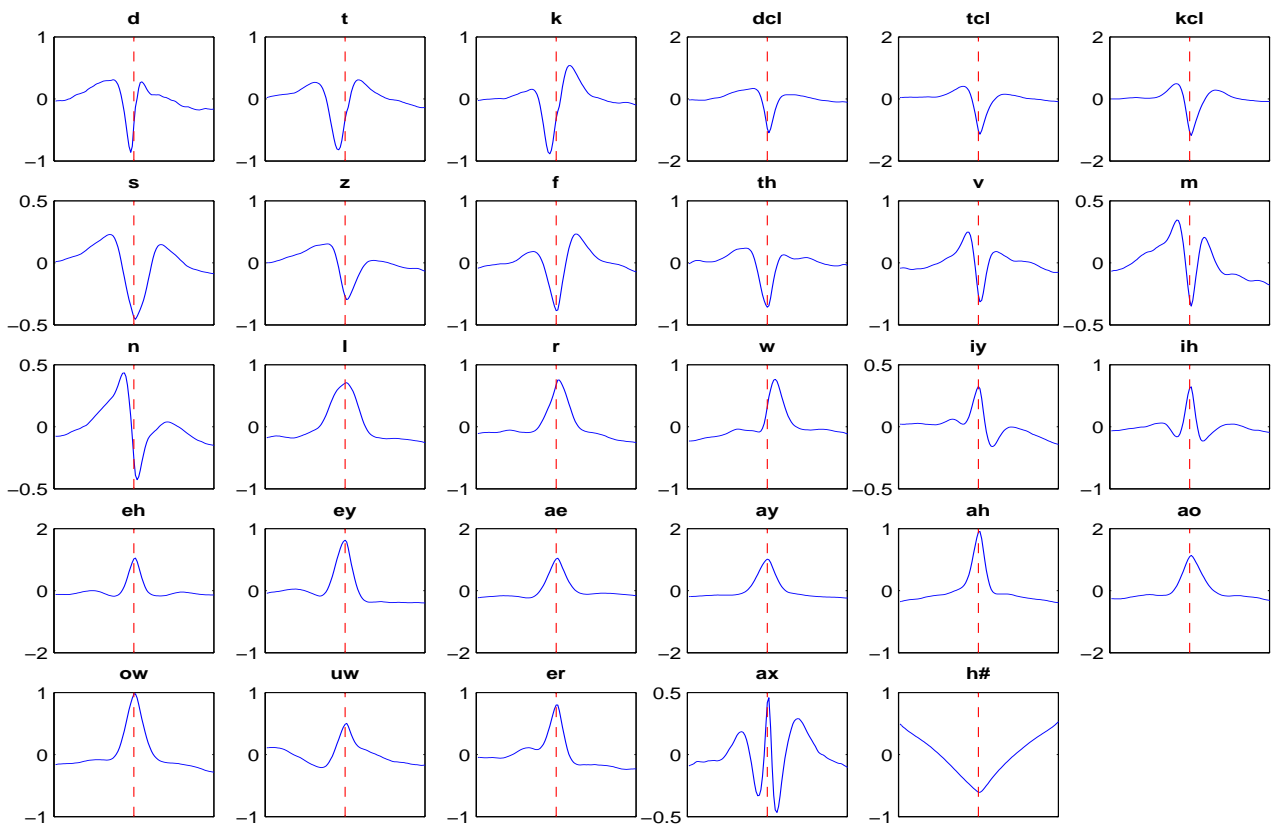 d t k dcl tcl kcl
1 1 1 2 2 2
0 0 0 0 0 0
−1 −1 −1 −2 −2 −2
s z f th v m
0.5 1 1 1 1 0.5
0 0 0 0 0 0
−0.5 −1 −1 −1 −1 −0.5
n l r w iy ih
0.5 1 1 1 0.5 1
0 0 0 0 0 0
−0.5 −1 −1 −1 −0.5 −1
eh ey ae ay ah ao
2 1 2 2 1 2
0 0 0 0 0 0
−2 −1 −2 −2 −1 −2
ow uw er ax h#
1 1 1 0.5 1
0 0 0 0 0
−1 −1 −1 −0.5 −1